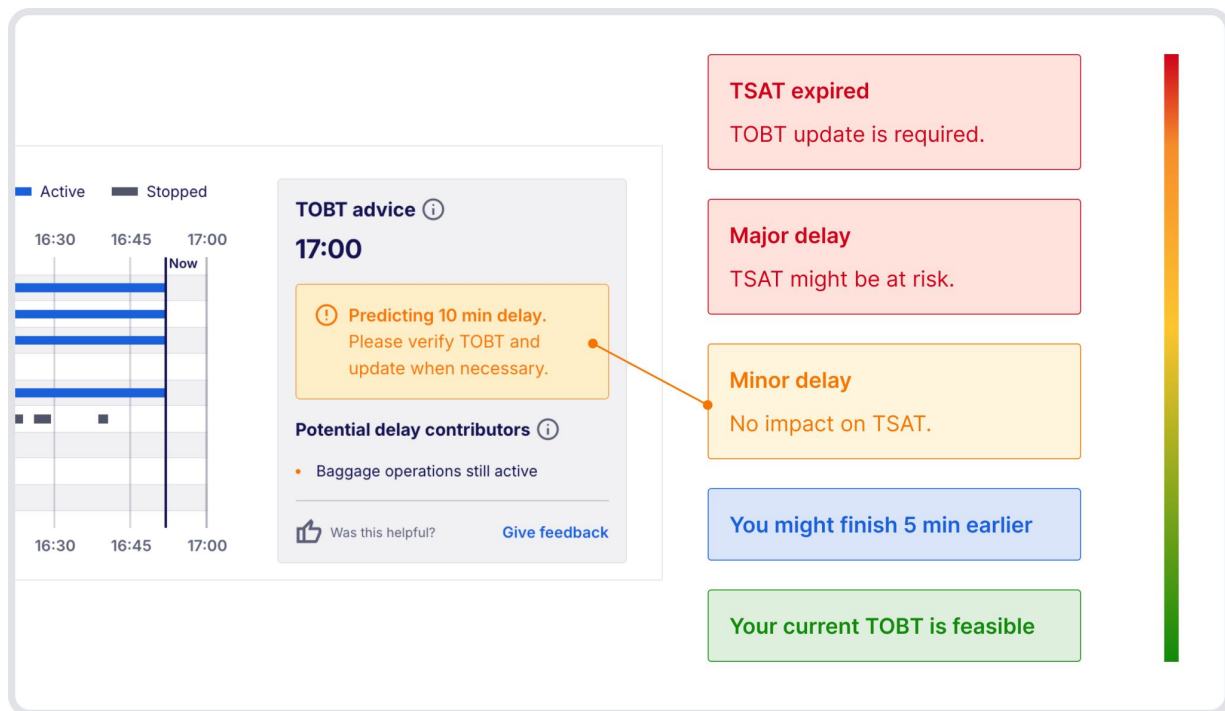 Active
Stopped
16:30
16:45
17:00
Now
16:30
16:45
17:00
TOBT advice
17:00
Predicting 10 min delay.
Please verify TOBT and
update when necessary.
Potential delay contributors
• Baggage operations still active
Was this helpful?
Give feedback
TSAT expired
TOBT update is required.
Major delay
TSAT might be at risk.
Minor delay
No impact on TSAT.
You might finish 5 min earlier
Your current TOBT is feasible